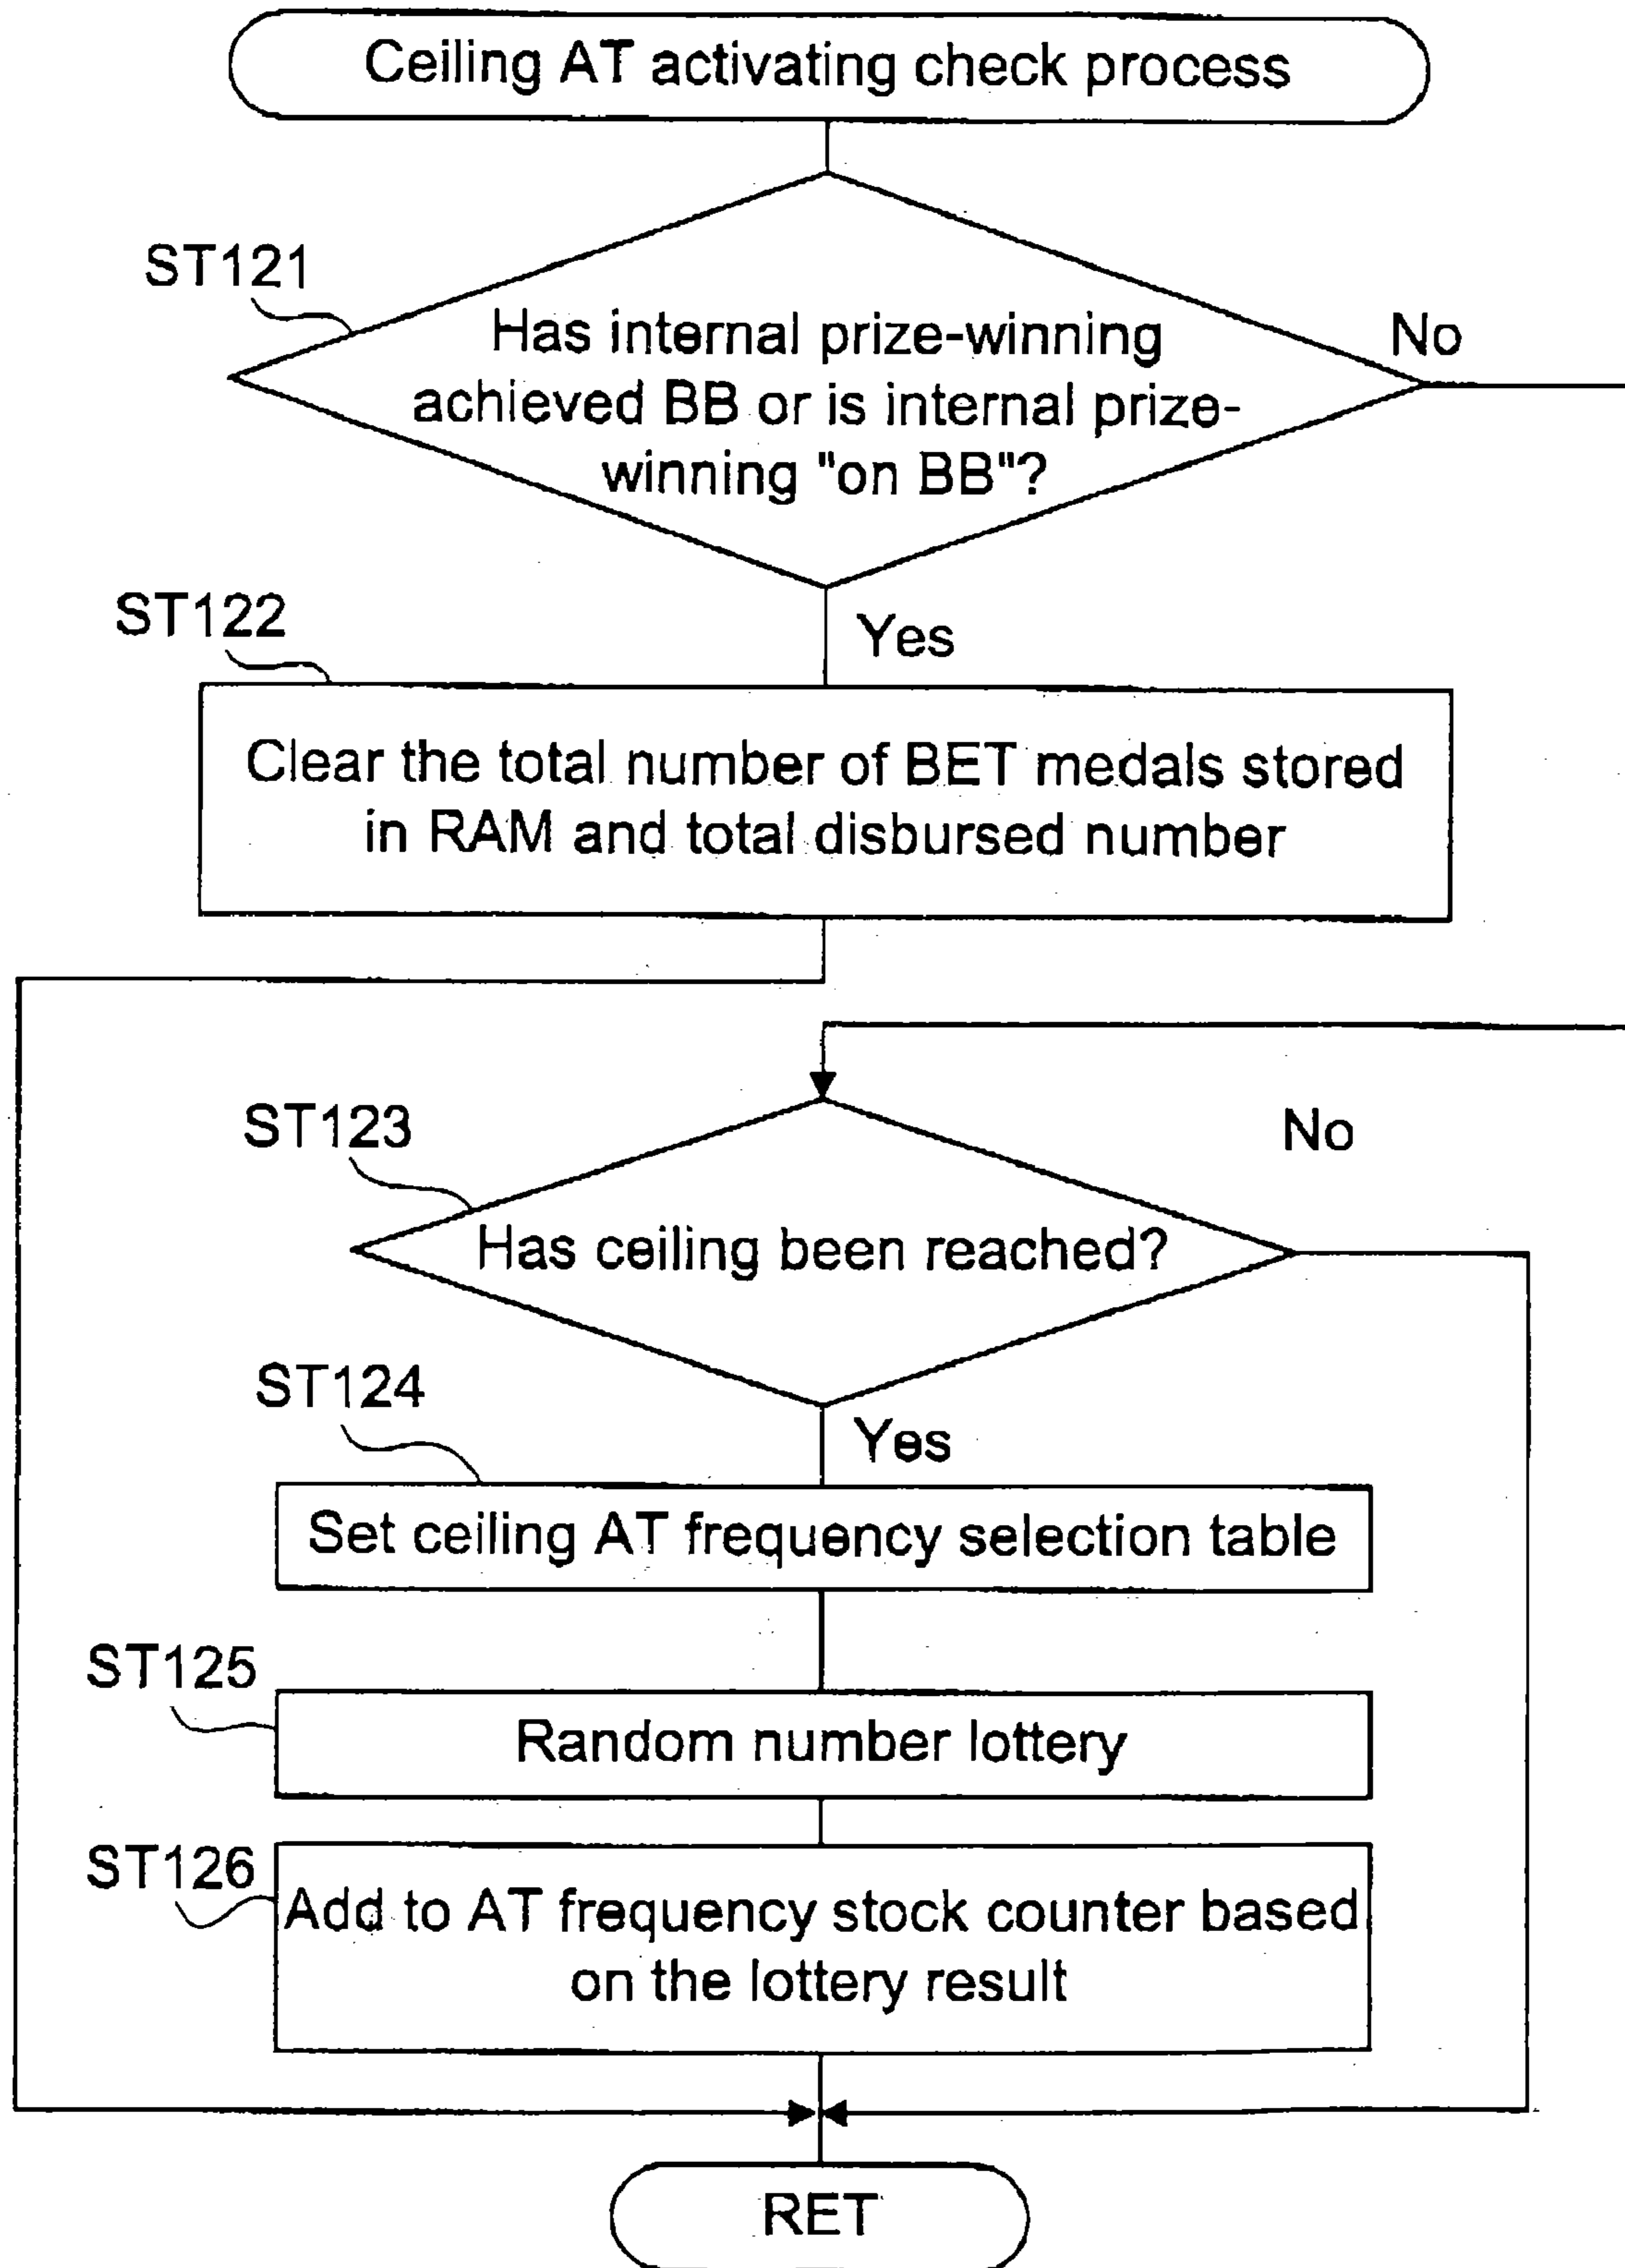 Ceiling AT activating check process
ST121
Has internal prize-winning
achieved BB or is internal prize-
winning "on BB"?
No
ST122
Yes
Clear the total number of BET medals stored
in RAM and total disbursed number
ST123
No
Has ceiling been reached?
ST124
Yes
Set ceiling AT frequency selection table
ST125
Random number lottery
ST126
Add to AT frequency stock counter based
on the lottery result
RET